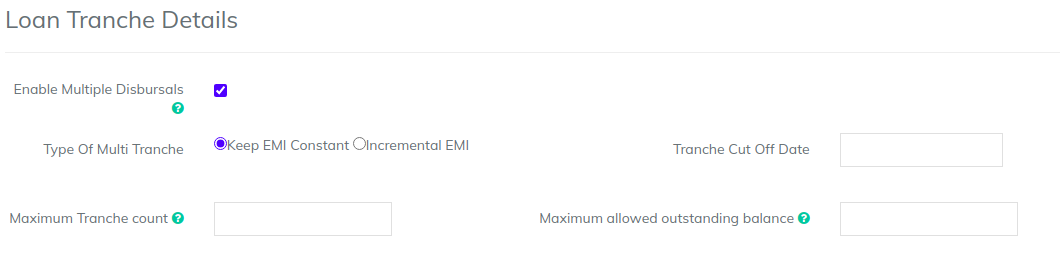 Loan Tranche Details
Enable Multiple Disbursals
?
Type Of Multi Tranche Keep EMI Constant Incremental EMI Tranche Cut Off Date
Maximum Tranche count ? Maximum allowed outstanding balance ?